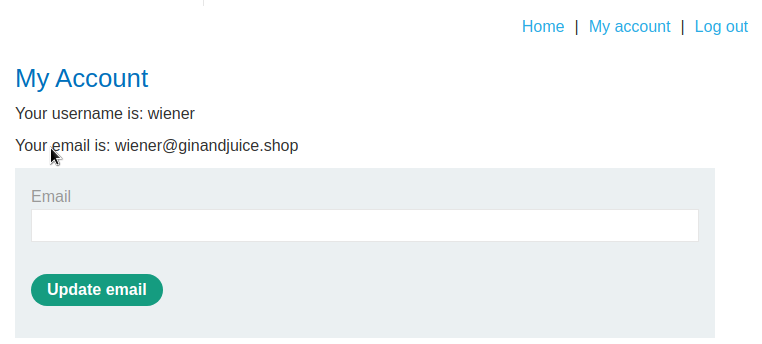 Home | My account | Log out
My Account
Your username is: wiener
Your email is: wiener@ginandjuice.shop
Email
Update email